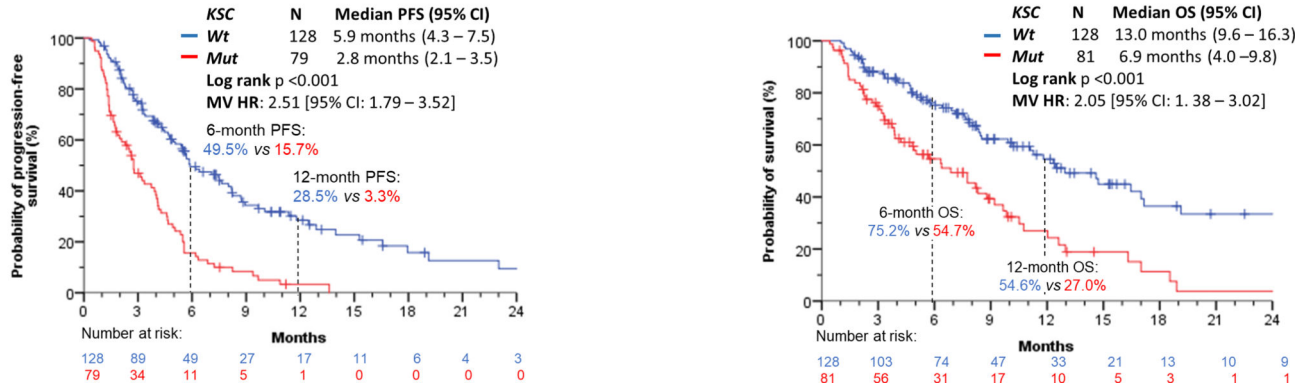 KSC N Median PFS (95% CI)
Wt 128 5.9 months (4.3 – 7.5)
Mut 79 2.8 months (2.1 – 3.5)
Log rank p <0.001
MV HR: 2.51 [95% CI: 1.79 – 3.52]
6-month PFS:
49.5% vs 15.7%
12-month PFS:
28.5% vs 3.3%
Probability of progression-free
survival (%)
100
80
60
40
20
0
0 3 6 9 12 15 18 21 24
Number at risk:
Months
128 89 49 27 17 11 6 4 3
79 34 11 5 1 0 0 0 0
KSC N Median OS (95% CI)
Wt 128 13.0 months (9.6 – 16.3)
Mut 81 6.9 months (4.0 –9.8)
Log rank p <0.001
MV HR: 2.05 [95% CI: 1. 38 – 3.02]
Probability of survival (%)
100
80
60
40
20
0
6-month OS:
75.2% vs 54.7%
12-month OS:
54.6% vs 27.0%
0 3 6 9 12 15 18 21 24
Number at risk:
Months
128 103 74 47 33 21 13 10 9
81 56 31 17 10 5 3 1 1